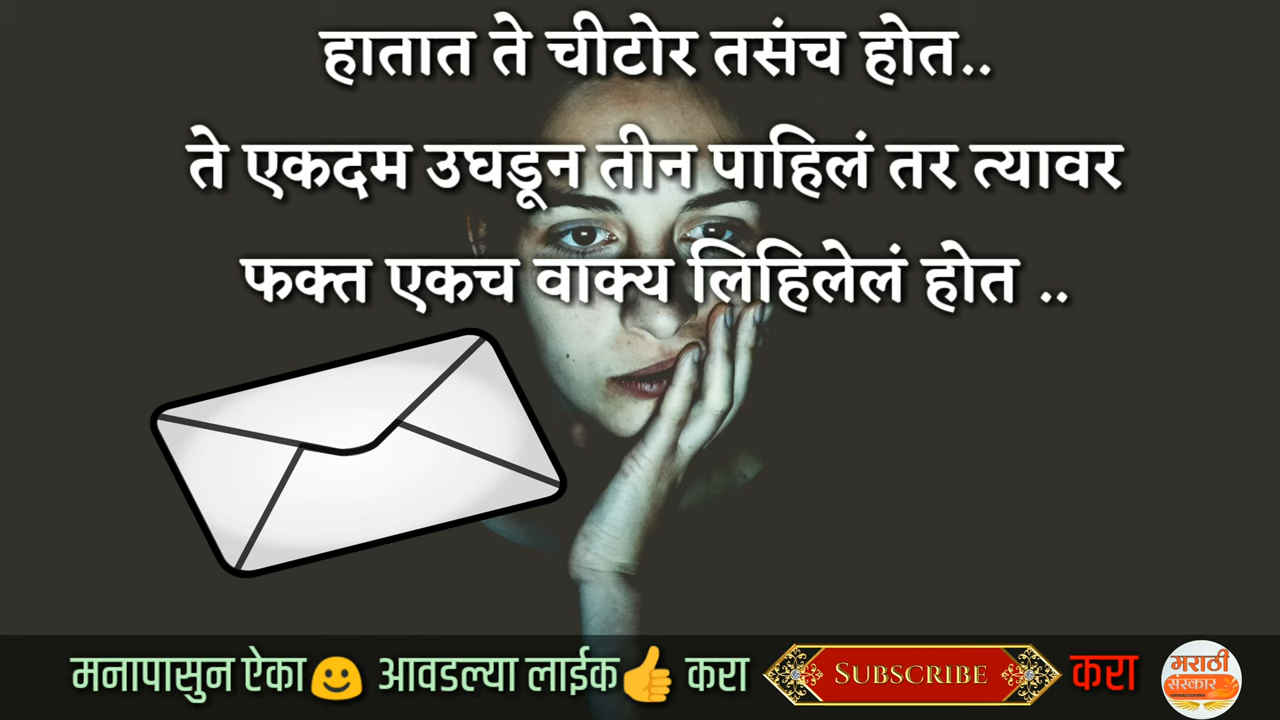 हातात ते चीटोर तसंच होत..
ते एकदम उघडून तीन पाहिलं तर त्यावर
फक्त एकच वाक्य लिहिलेलं होत ..
मनापासुन ऐका😊 आवडल्या लाईक👍 करा SUBSCRIBE करा
मराठी
संस्कार